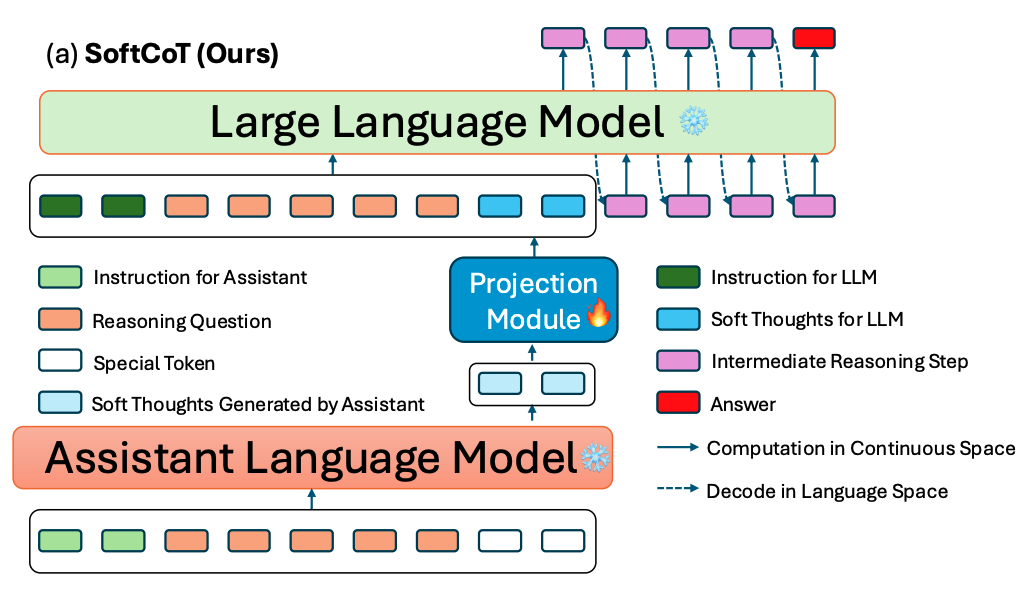 (a) SoftCoT (Ours)
Large Language Model
Instruction for Assistant
Reasoning Question
Special Token
Soft Thoughts Generated by Assistant
Projection
Module
Instruction for LLM
Soft Thoughts for LLM
Intermediate Reasoning Step
Answer
Computation in Continuous Space
Decode in Language Space
Assistant Language Model